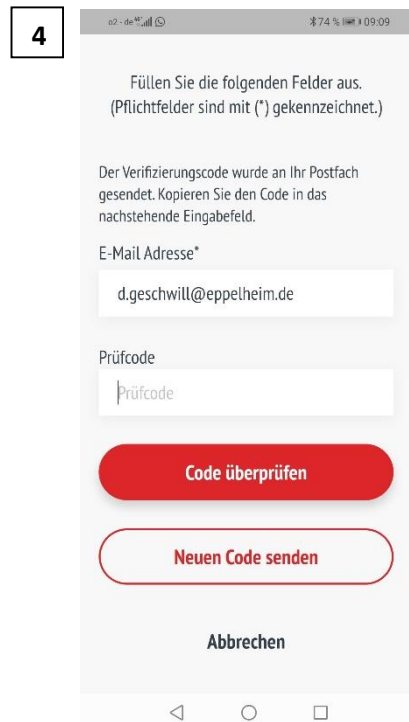 4
o2 - de 74 % 09:09
Füllen Sie die folgenden Felder aus.
(Pflichtfelder sind mit (*) gekennzeichnet.)
Der Verifizierungscode wurde an Ihr Postfach
gesendet. Kopieren Sie den Code in das
nachstehende Eingabefeld.
E-Mail Adresse*
d.geschwill@eppelheim.de
Prüfcode
Prüfcode
Code überprüfen
Neuen Code senden
Abbrechen